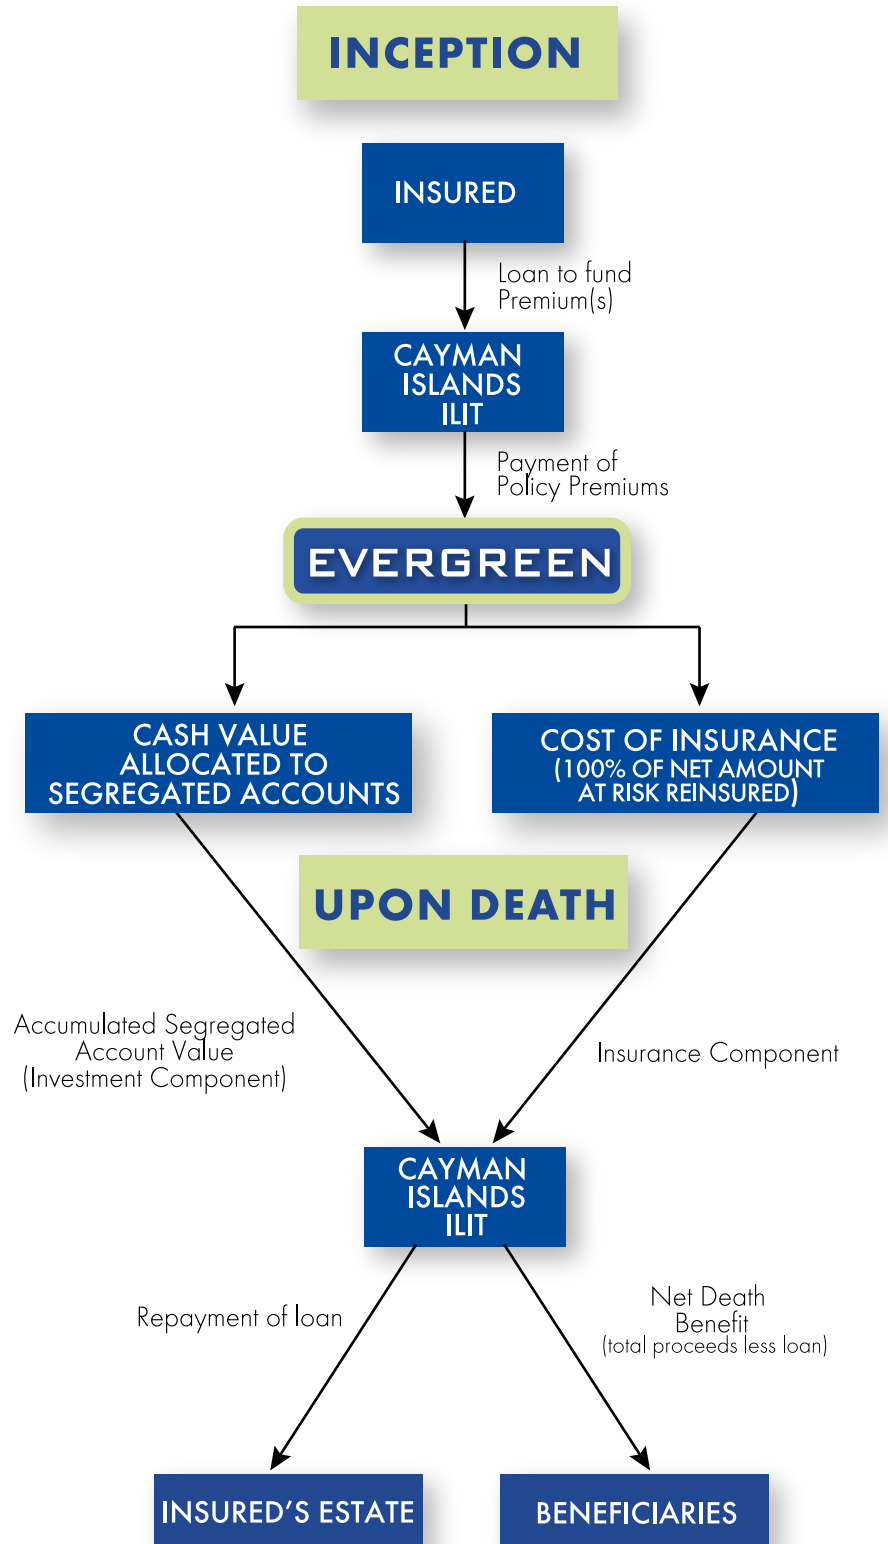 INCEPTION
INSURED
Loan to fund
Premium(s)
CAYMAN
ISLANDS
ILIT
Payment of
Policy Premiums
EVERGREEN
CASH VALUE
ALLOCATED TO
SEGREGATED ACCOUNTS
COST OF INSURANCE
(100% OF NET AMOUNT
AT RISK REINSURED)
UPON DEATH
Accumulated Segregated
Account Value
(Investment Component)
Insurance Component
CAYMAN
ISLANDS
ILIT
Repayment of loan
Net Death
Benefit
(total proceeds less loan)
INSURED'S ESTATE
BENEFICIARIES